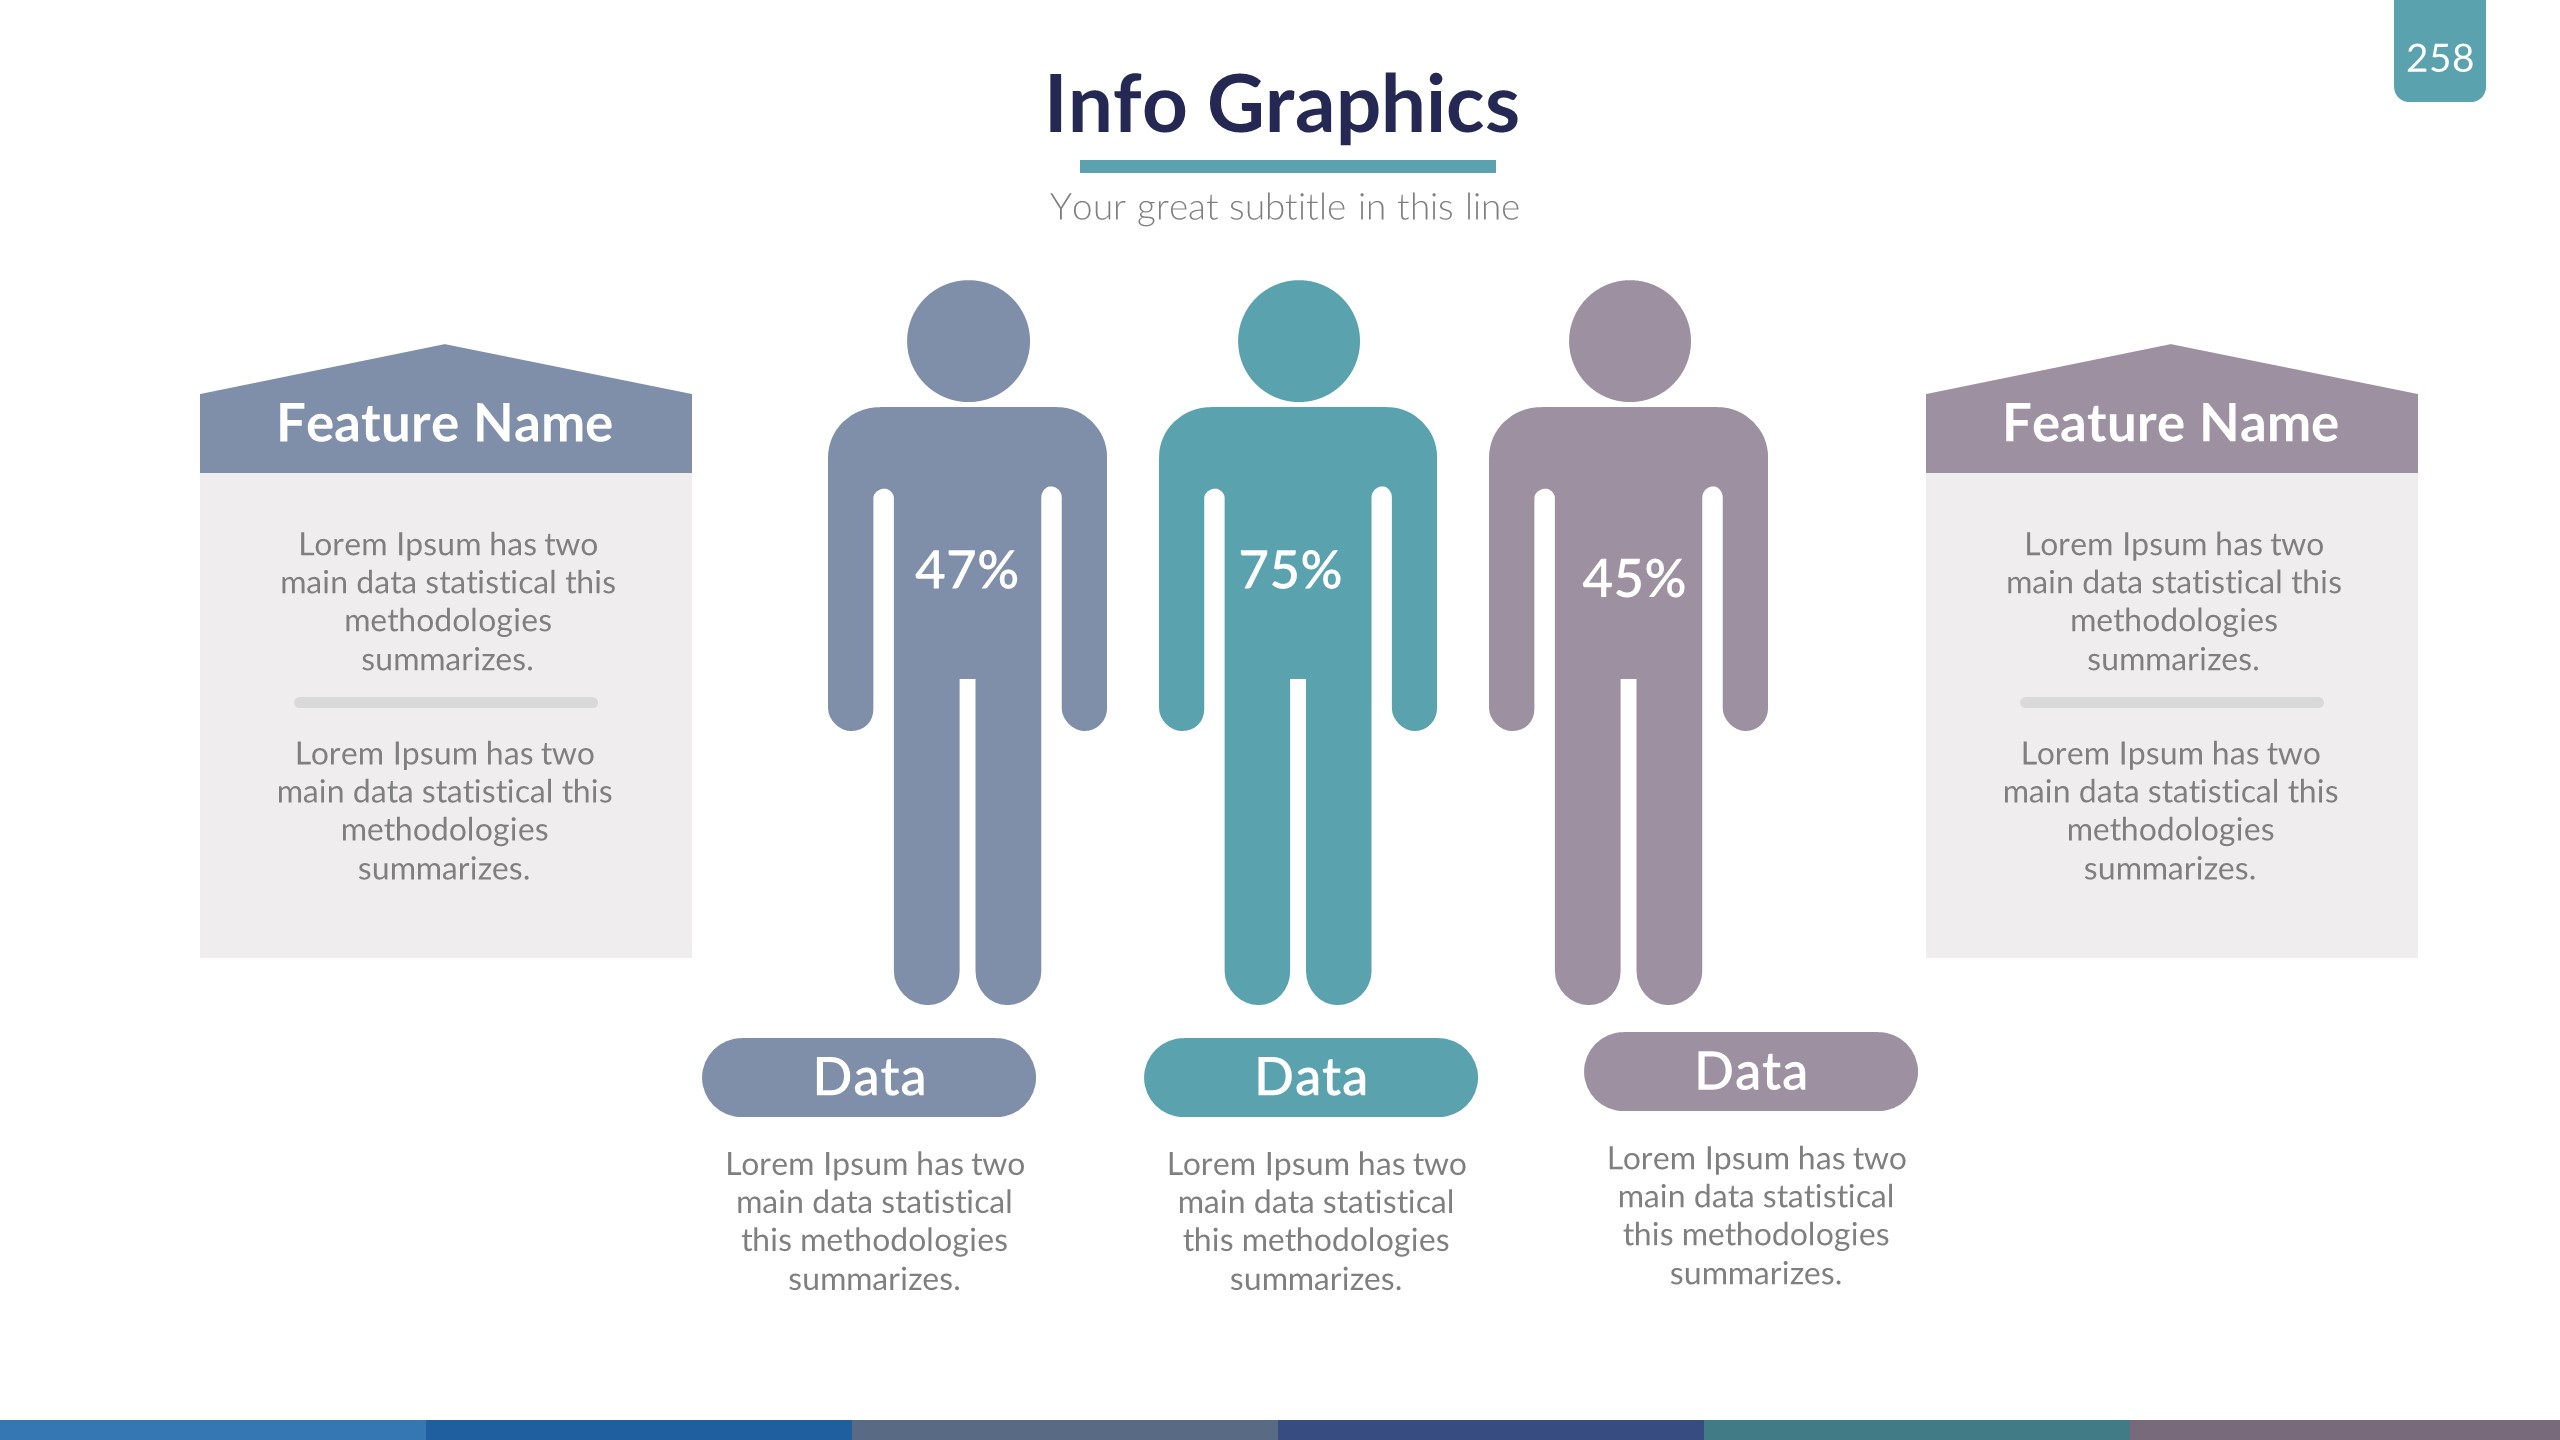 258
Info Graphics
Your great subtitle in this line
Feature Name
Lorem Ipsum has two
main data statistical this
methodologies
summarizes.
Lorem Ipsum has two
main data statistical this
methodologies
summarizes.
47%
75%
45%
Feature Name
Lorem Ipsum has two
main data statistical this
methodologies
summarizes.
Lorem Ipsum has two
main data statistical this
methodologies
summarizes.
Data
Lorem Ipsum has two
main data statistical
this methodologies
summarizes.
Data
Lorem Ipsum has two
main data statistical
this methodologies
summarizes.
Data
Lorem Ipsum has two
main data statistical
this methodologies
summarizes.